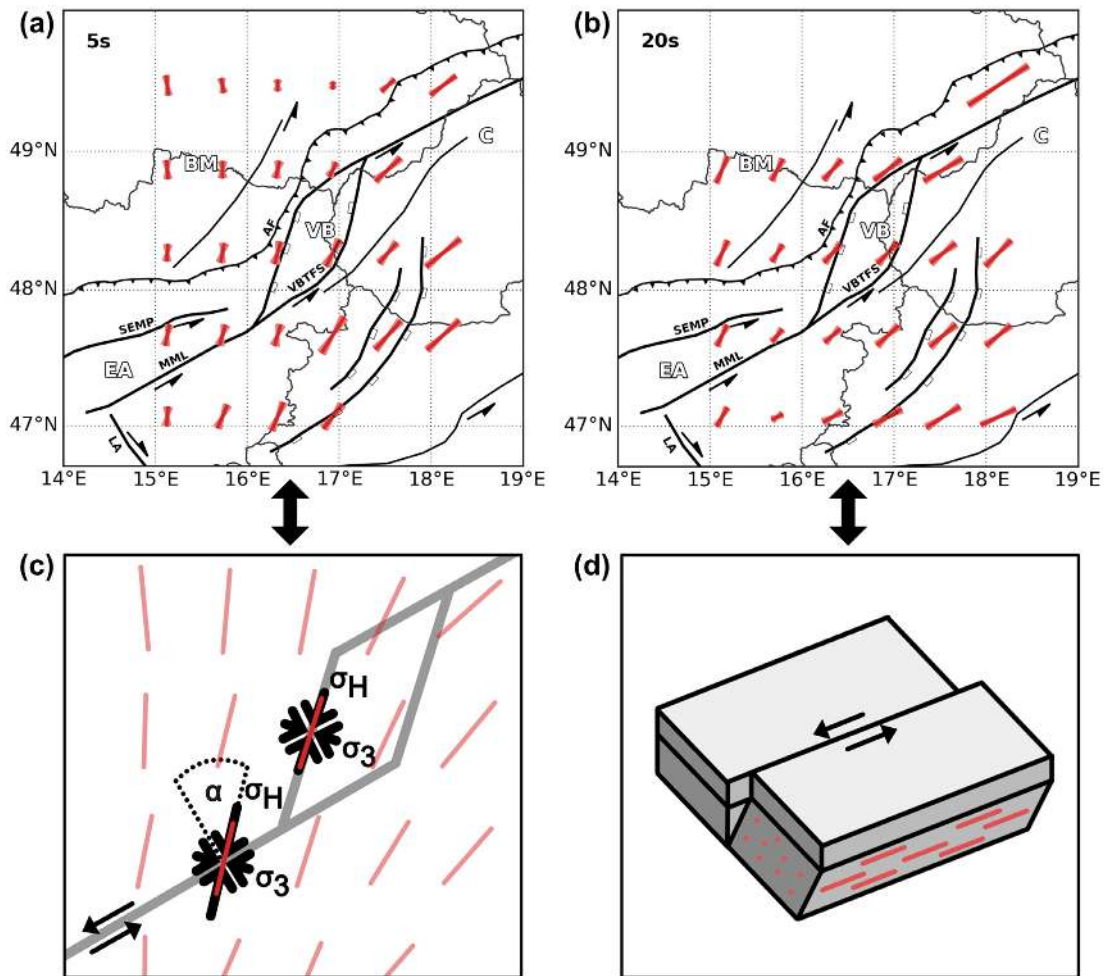 (a)
5s
49°N
48°N
47°N
14°E 15°E 16°E 17°E 18°E 19°E
BM
C
AF
VB
VBTFS
SEMP
EA
MML
LA
(b)
20s
49°N
48°N
47°N
14°E 15°E 16°E 17°E 18°E 19°E
BM
C
AF
VB
VBTFS
SEMP
EA
MML
LA
(c)
σH
σ3
α
σH
σ3
(d)